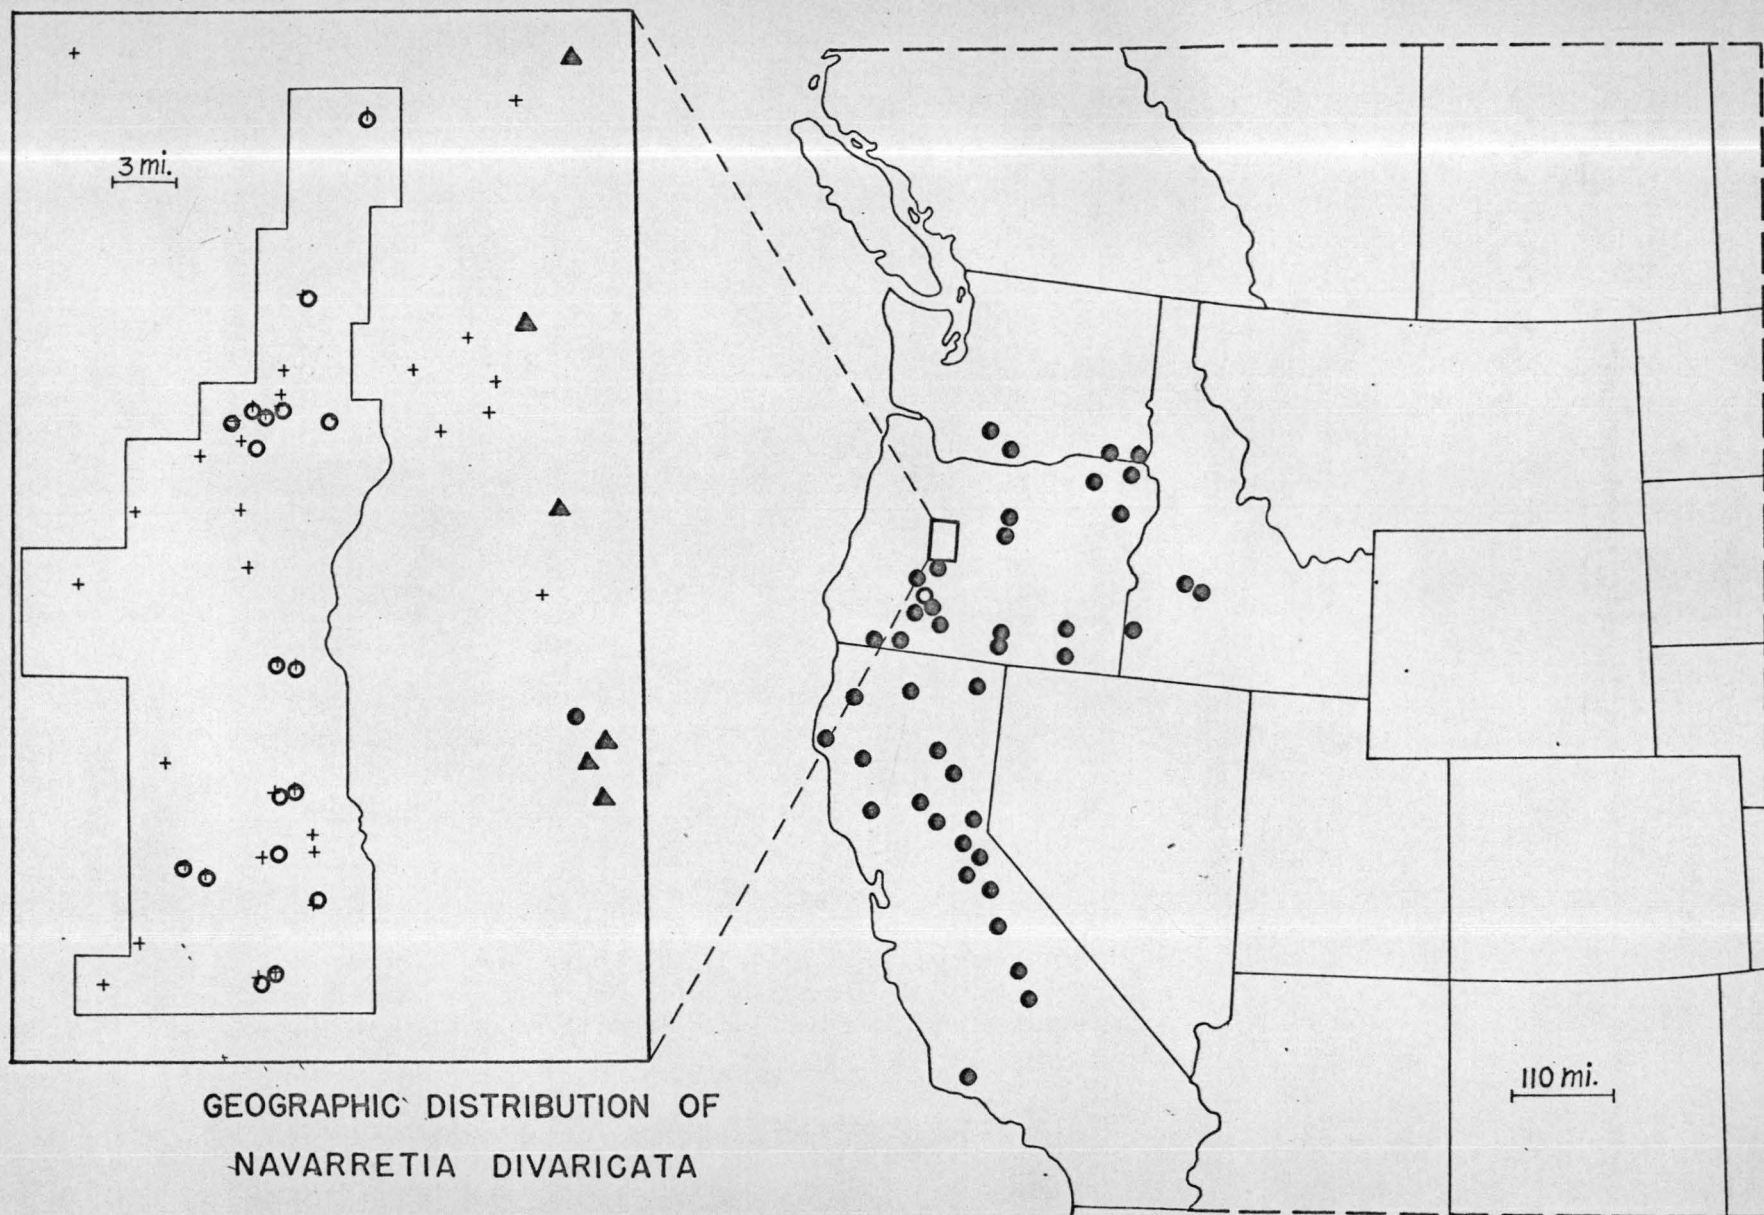 3 mi.
110 mi.
GEOGRAPHIC DISTRIBUTION OF
NAVARRETIA DIVARICATA